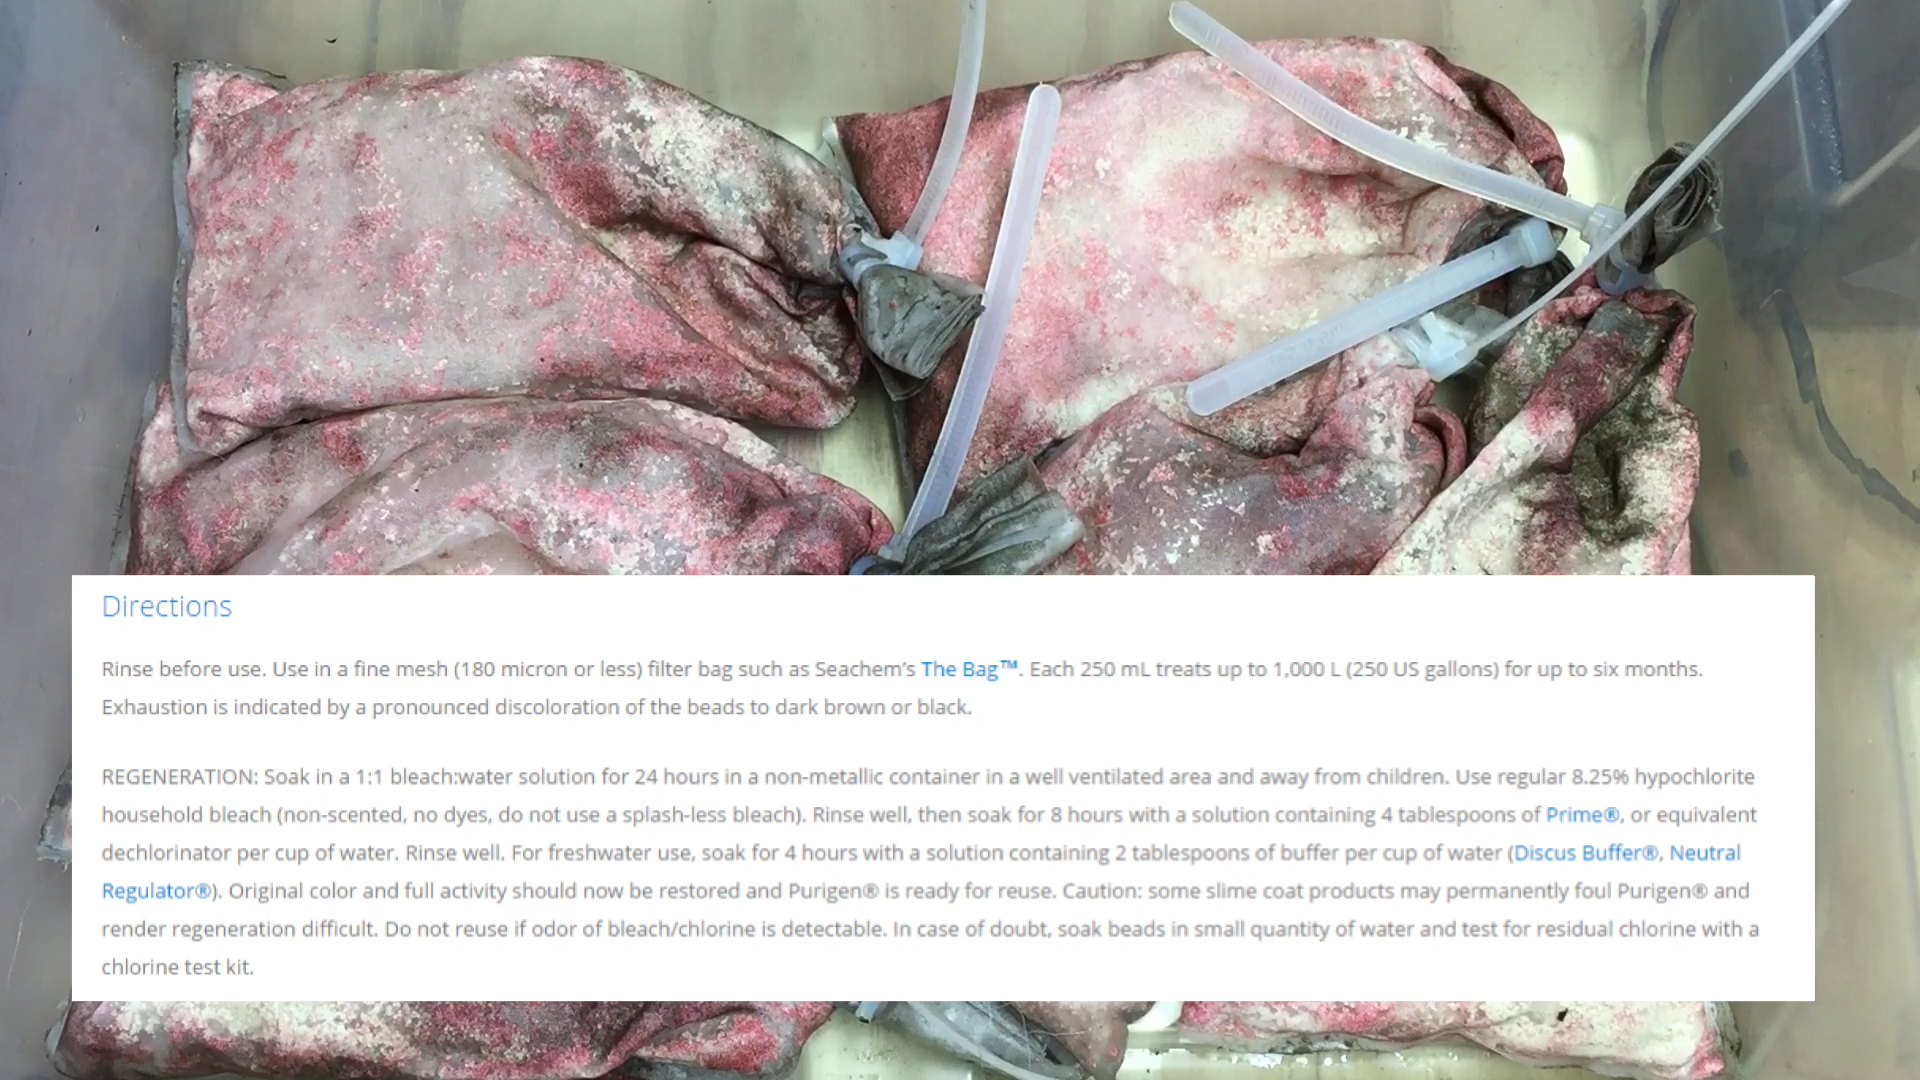 Directions
Rinse before use. Use in a fine mesh (180 micron or less) filter bag such as Seachem’s The Bag™. Each 250 mL treats up to 1,000 L (250 US gallons) for up to six months.
Exhaustion is indicated by a pronounced discoloration of the beads to dark brown or black.
REGENERATION: Soak in a 1:1 bleach:water solution for 24 hours in a non-metallic container in a well ventilated area and away from children. Use regular 8.25% hypochlorite
household bleach (non-scented, no dyes, do not use a splash-less bleach). Rinse well, then soak for 8 hours with a solution containing 4 tablespoons of Prime®, or equivalent
dechlorinator per cup of water. Rinse well. For freshwater use, soak for 4 hours with a solution containing 2 tablespoons of buffer per cup of water (Discus Buffer®, Neutral
Regulator®). Original color and full activity should now be restored and Purigen® is ready for reuse. Caution: some slime coat products may permanently foul Purigen® and
render regeneration difficult. Do not reuse if odor of bleach/chlorine is detectable. In case of doubt, soak beads in small quantity of water and test for residual chlorine with a
chlorine test kit.